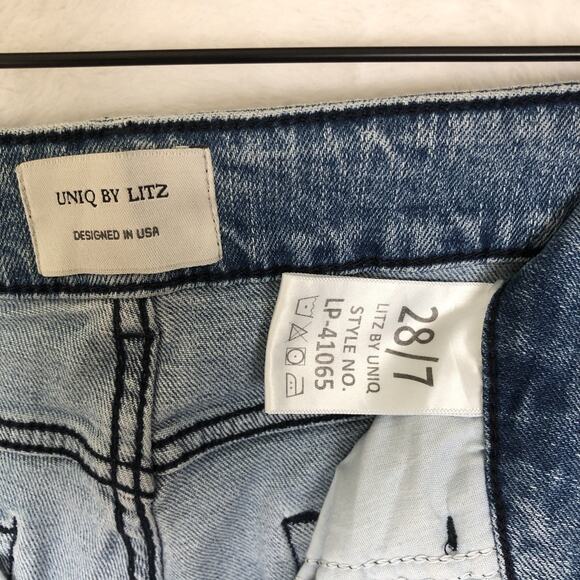 UNIQ BY LITZ
DESIGNED IN USA
28/7
LITZ BY UNIQ
STYLE NO.
LP-41065